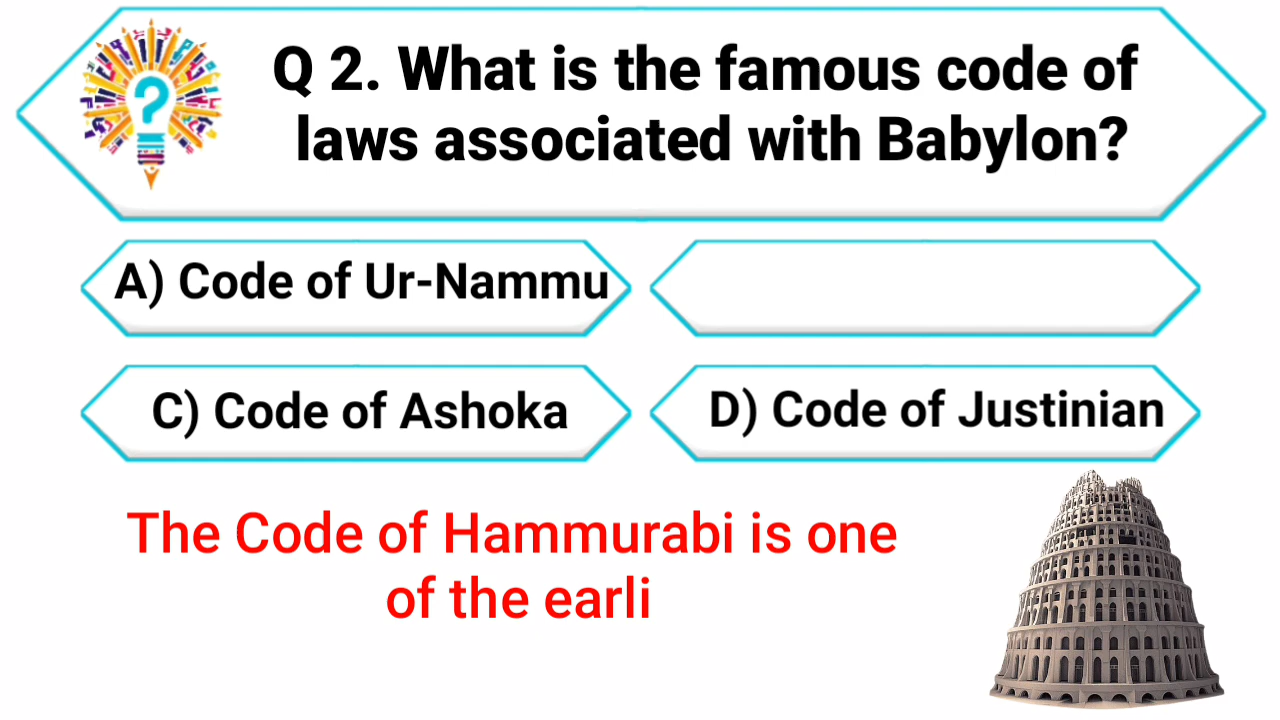 Q 2. What is the famous code of
laws associated with Babylon?
A) Code of Ur-Nammu
C) Code of Ashoka
D) Code of Justinian
The Code of Hammurabi is one
of the earli